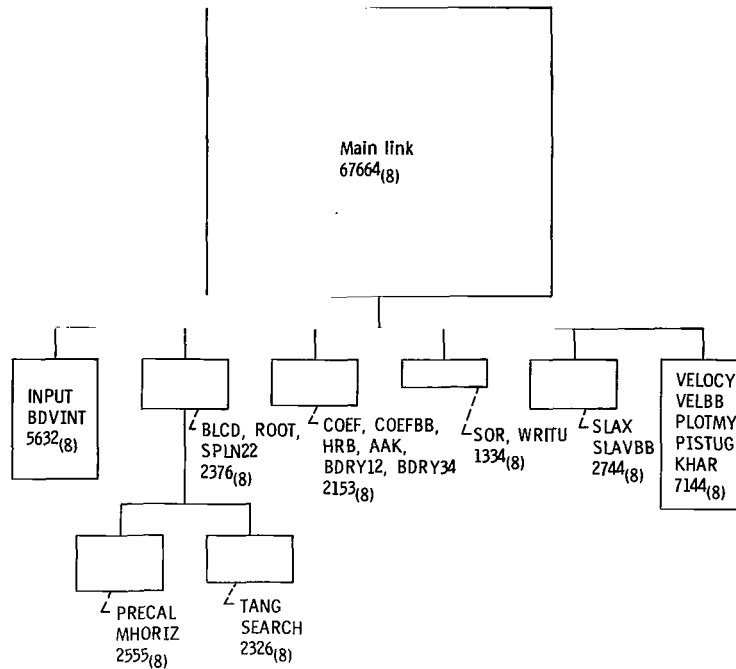 Main link
67664(8)
INPUT
BDVINT
5632(8)
BLCD, ROOT,
SPLN22
2376(8)
COEF, COEFBB,
HRB, AAK,
BDRY12, BDRY34
2153(8)
SOR, WRITU
1334(8)
SLAX
SLAVBB
2744(8)
VELOCY
VELBB
PLOTMY
PISTUG
KHAR
7144(8)
PRECAL
MHORIZ
2555(8)
TANG
SEARCH
2326(8)